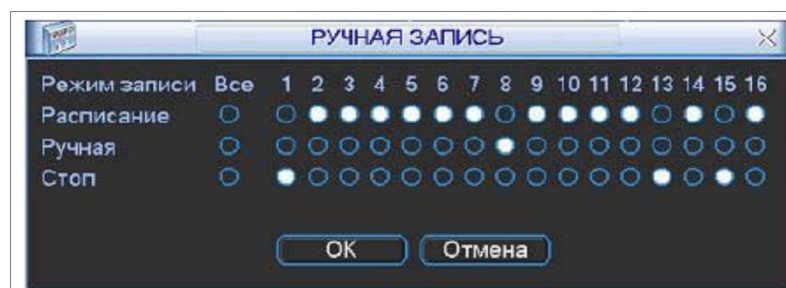 РУЧНАЯ ЗАПИСЬ
Режим записи Все 1 2 3 4 5 6 7 8 9 10 11 12 13 14 15 16
Расписание
Ручная
Стоп
ОК Отмена